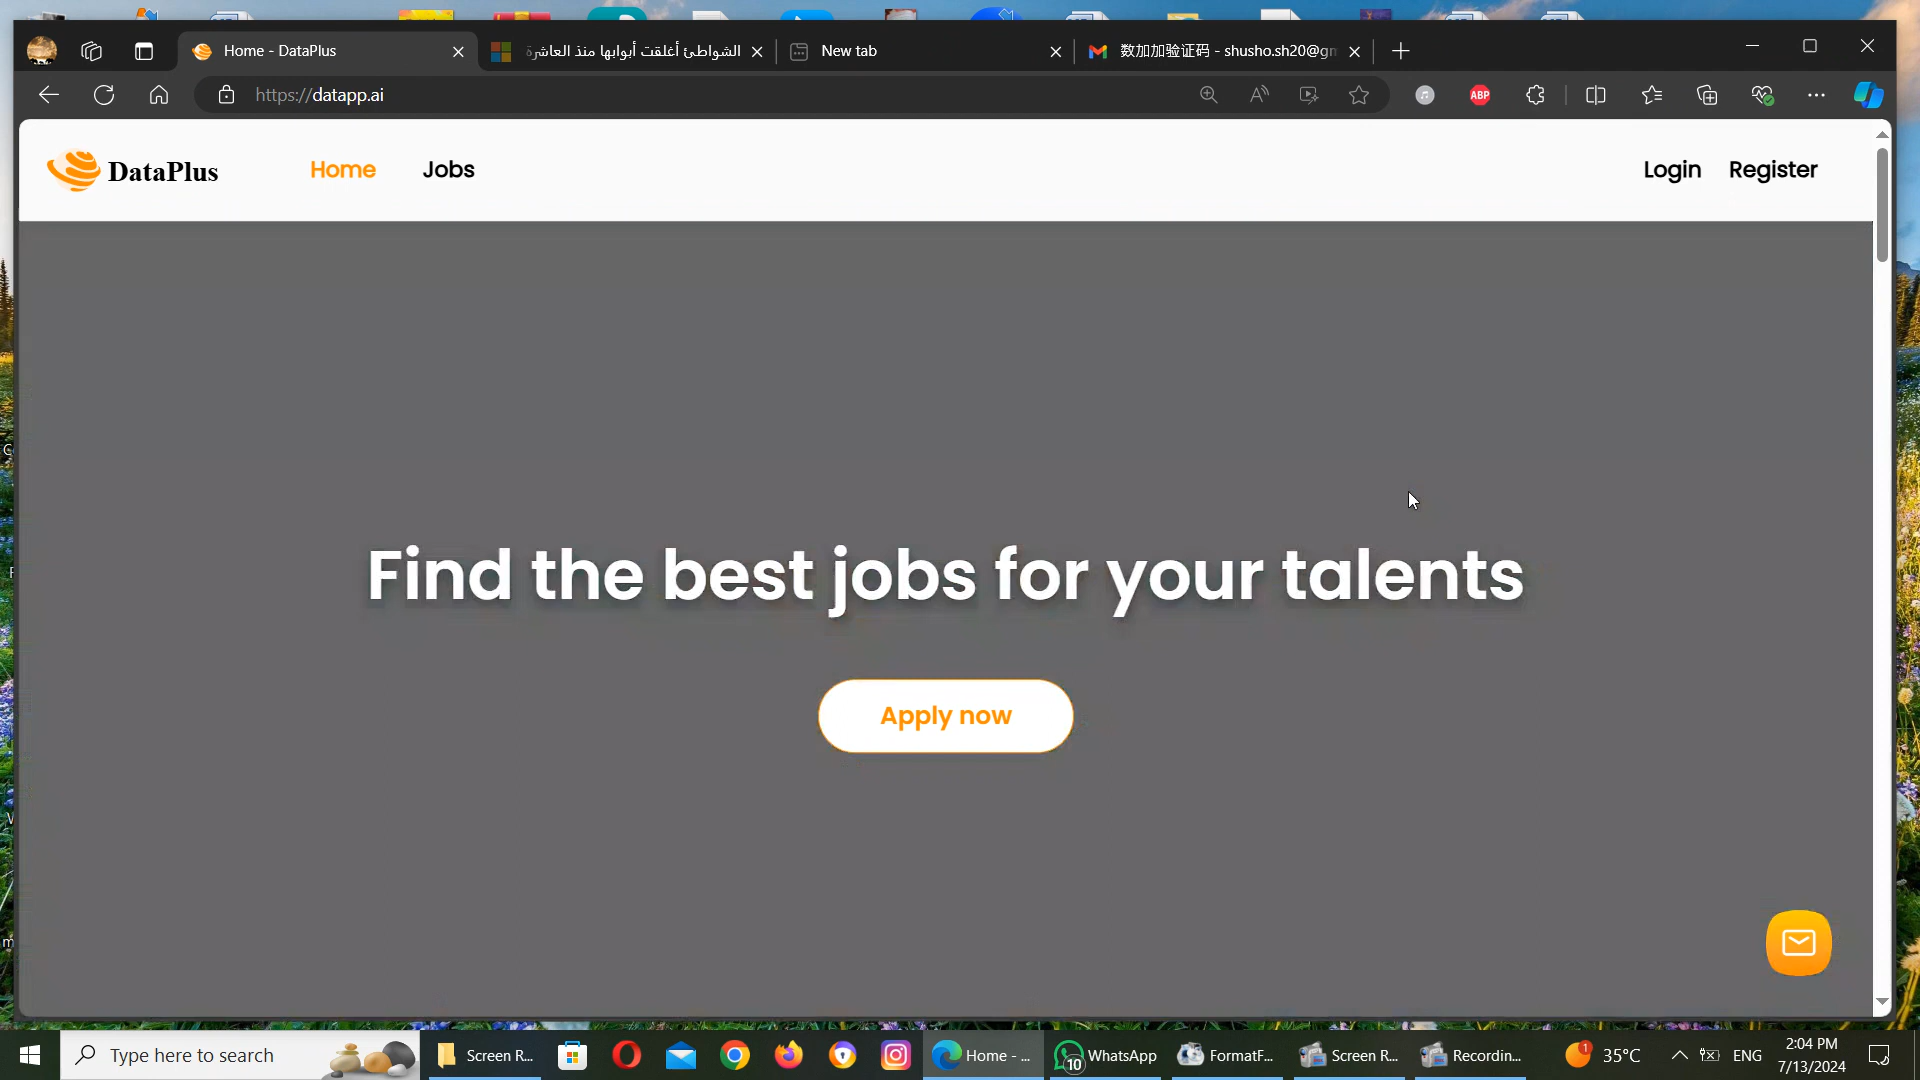 Home - DataPlus
الشواطئ أغلقت أبوابها منذ العاشرة
New tab
数加加验证码 - shusho.sh20@gm
https://datapp.ai
ABP
DataPlus
Home
Jobs
Login
Register
Find the best jobs for your talents
Apply now
Type here to search
Screen R...
Home - ...
10
WhatsApp
FormatF...
Screen R...
Recordin...
1
35°C
ENG
2:04 PM
7/13/2024